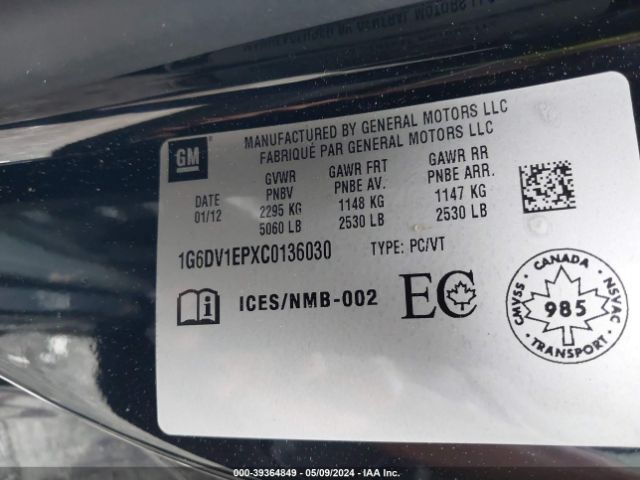 GM
MANUFACTURED BY GENERAL MOTORS LLC
FABRIQUÉ PAR GENERAL MOTORS LLC
DATE
01/12
GVWR
PNBV
2295 KG
5060 LB
GAWR FRT
PNBE AV.
1148 KG
2530 LB
GAWR RR
PNBE ARR.
1147 KG
2530 LB
1G6DV1EPXC0136030 TYPE: PC/VT
ICES/NMB-002
EC
CANADA
CMVSS
NSVAC
985
TRANSPORT
000-39364849 - 05/09/2024 - IAA Inc.